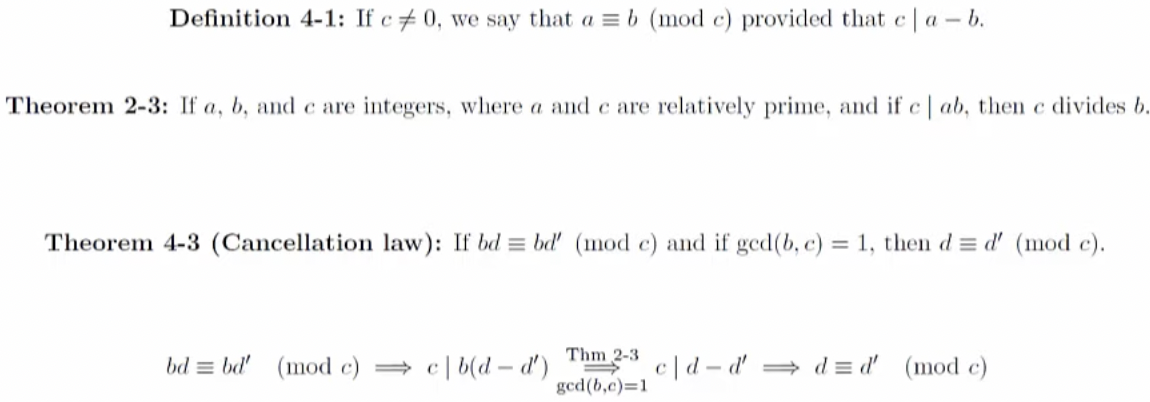 Definition 4-1: If c ≠ 0, we say that a ≡ b (mod c) provided that c | a − b.
Theorem 2-3: If a, b, and c are integers, where a and c are relatively prime, and if c | ab, then c divides b.
Theorem 4-3 (Cancellation law): If bd ≡ bd′ (mod c) and if gcd(b, c) = 1, then d ≡ d′ (mod c).
bd ≡ bd′ (mod c) ⟹ c | b(d − d′) Thm 2-3 ⟹ gcd(b,c)=1 c | d − d′ ⟹ d ≡ d′ (mod c)